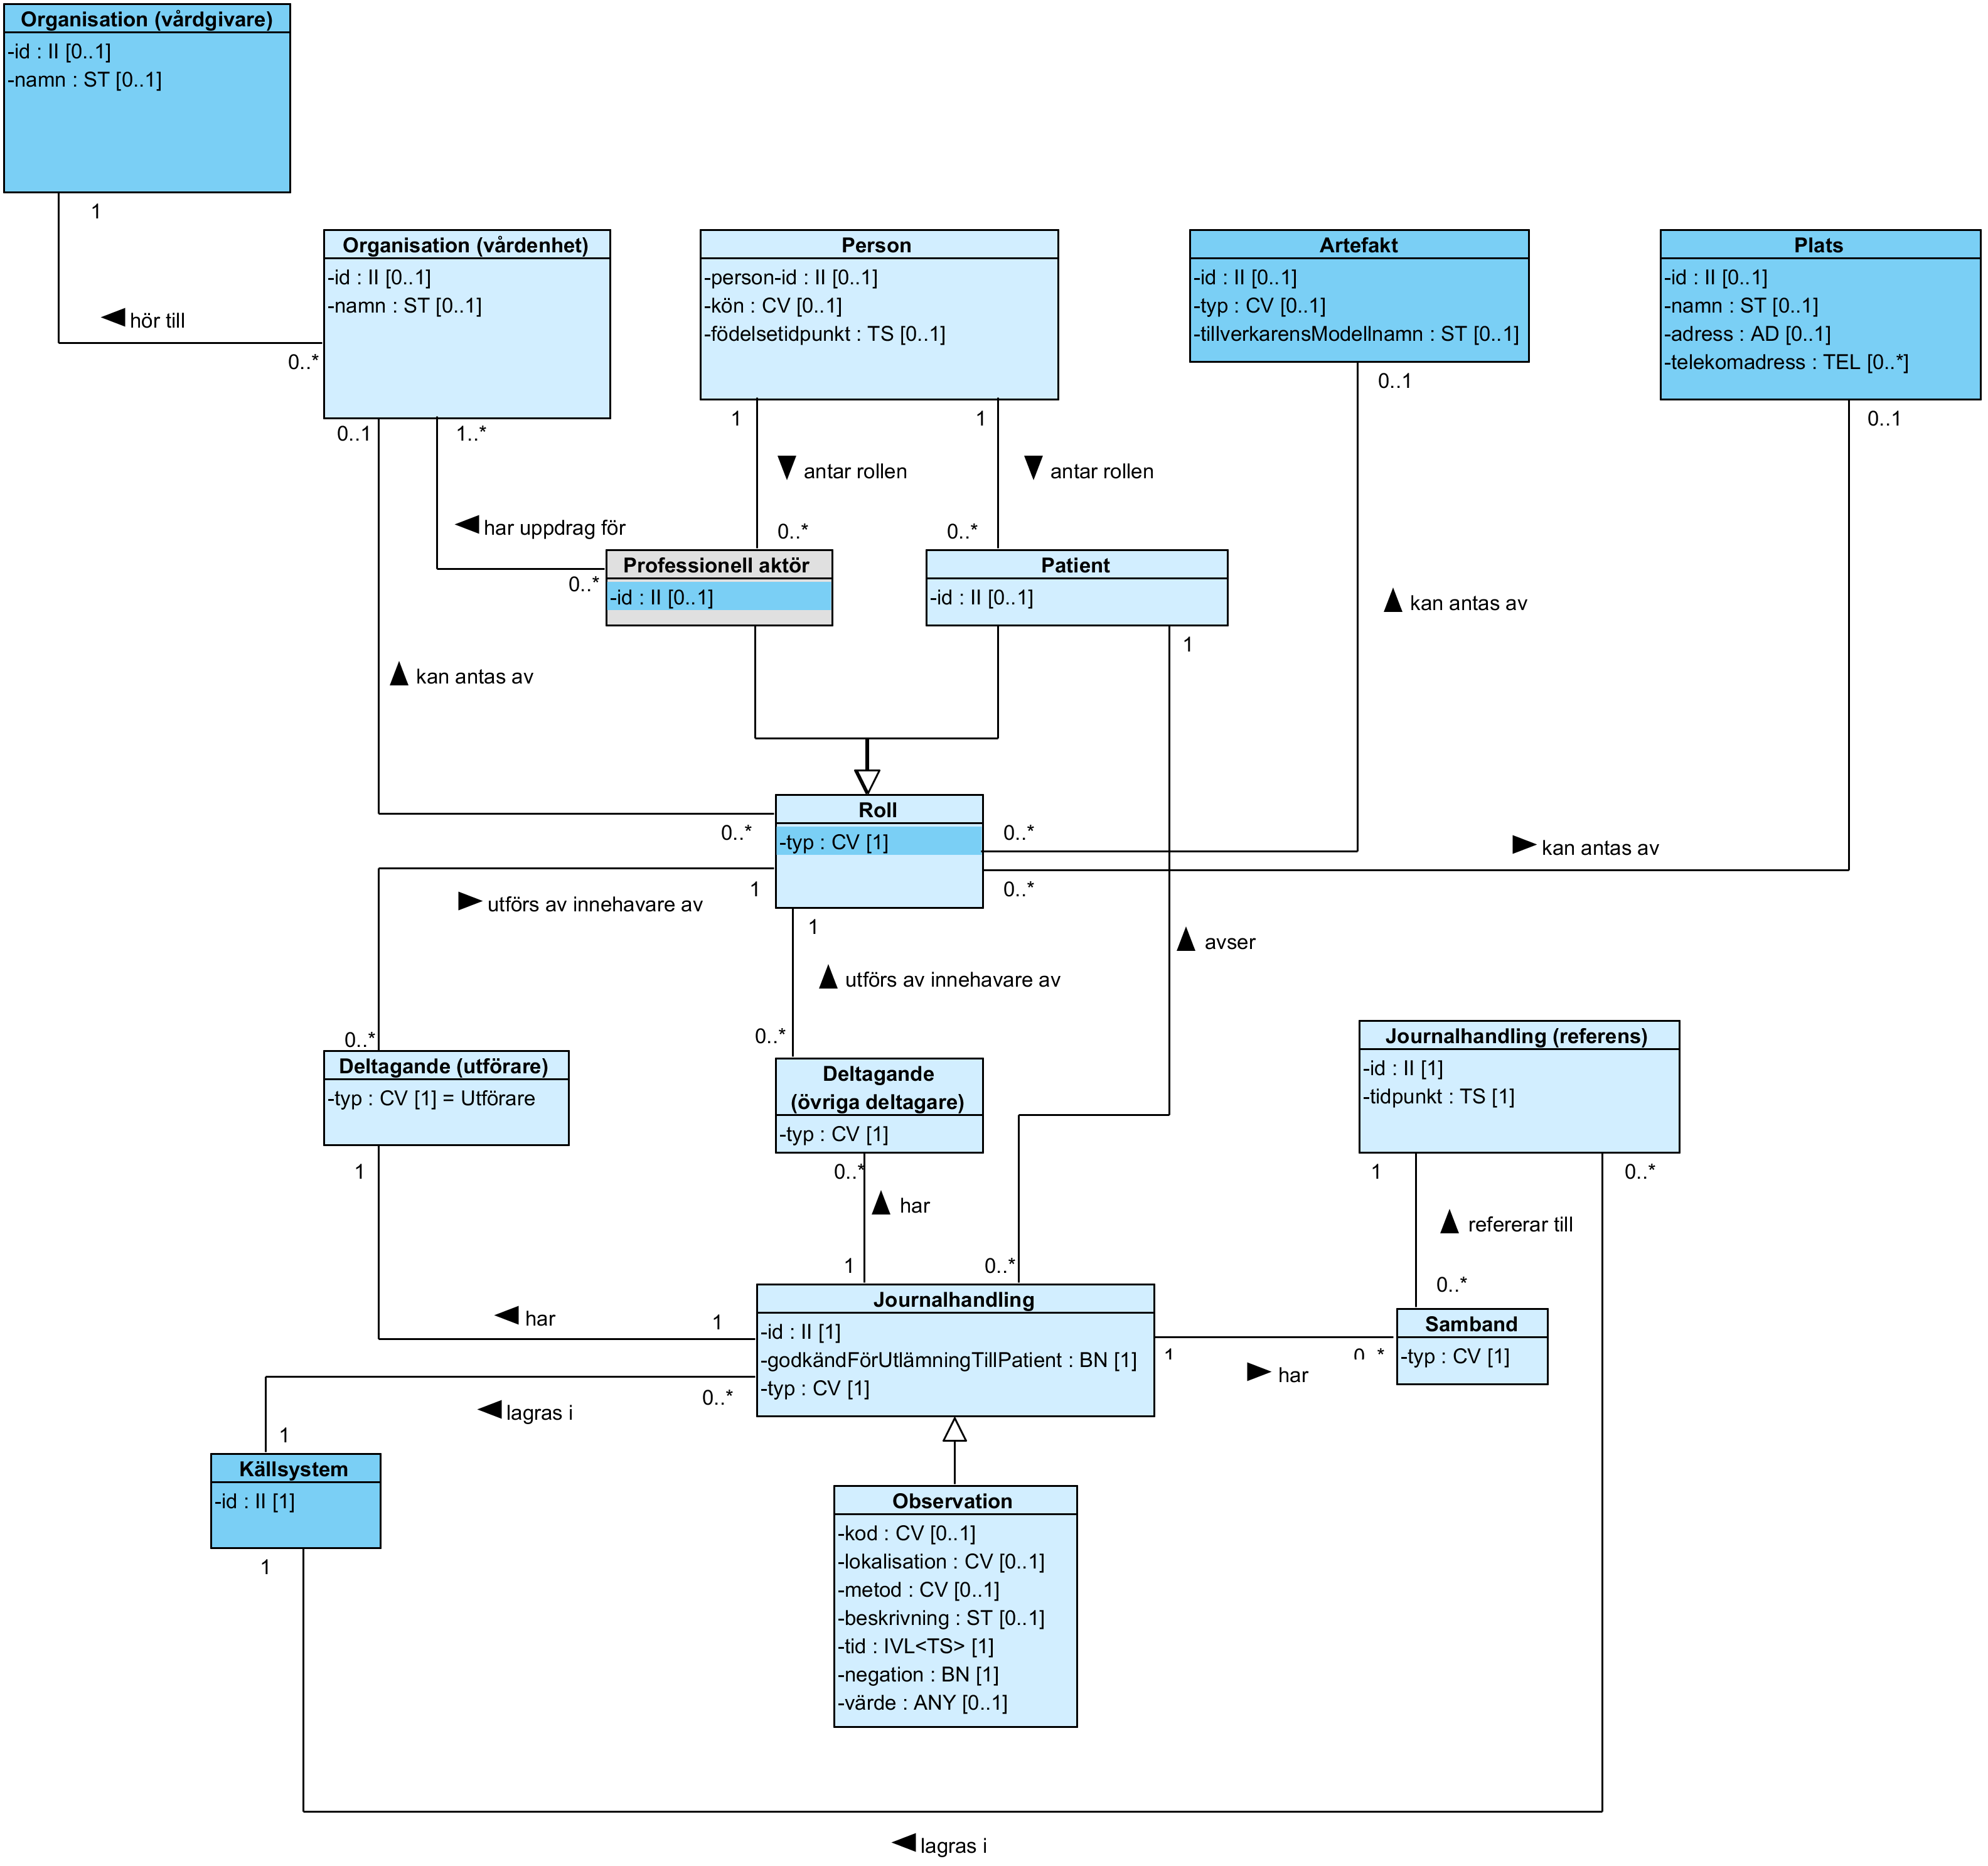 Organisation (vårdgivare)
-id : II [0..1]
-namn : ST [0..1]
1
hör till
0..*
Organisation (vårdenhet)
-id : II [0..1]
-namn : ST [0..1]
0..1
1..*
Person
-person-id : II [0..1]
-kön : CV [0..1]
-födelsetidpunkt : TS [0..1]
1
1
Artefakt
-id : II [0..1]
-typ : CV [0..1]
-tillverkarensModellnamn : ST [0..1]
0..1
Plats
-id : II [0..1]
-namn : ST [0..1]
-adress : AD [0..1]
-telekomadress : TEL [0..*]
0..1
antar rollen
antar rollen
har uppdrag för
0..*
0..*
0..*
Professionell aktör
-id : II [0..1]
Patient
-id : II [0..1]
1
kan antas av
kan antas av
Roll
-typ : CV [1]
0..*
0..*
kan antas av
1
0..*
utförs av innehavare av
1
avser
utförs av innehavare av
0..*
0..*
Deltagande (utförare)
-typ : CV [1] = Utförare
1
Deltagande
(övriga deltagare)
-typ : CV [1]
0..*
har
1
0..*
Journalhandling (referens)
-id : II [1]
-tidpunkt : TS [1]
1
0..*
refererar till
0..*
Journalhandling
-id : II [1]
-godkändFörUtlämningTillPatient : BN [1]
-typ : CV [1]
har
1
1
0..*
har
Samband
-typ : CV [1]
0..*
lagras i
1
Källsystem
-id : II [1]
1
Observation
-kod : CV [0..1]
-lokalisation : CV [0..1]
-metod : CV [0..1]
-beskrivning : ST [0..1]
-tid : IVL<TS> [1]
-negation : BN [1]
-värde : ANY [0..1]
lagras i